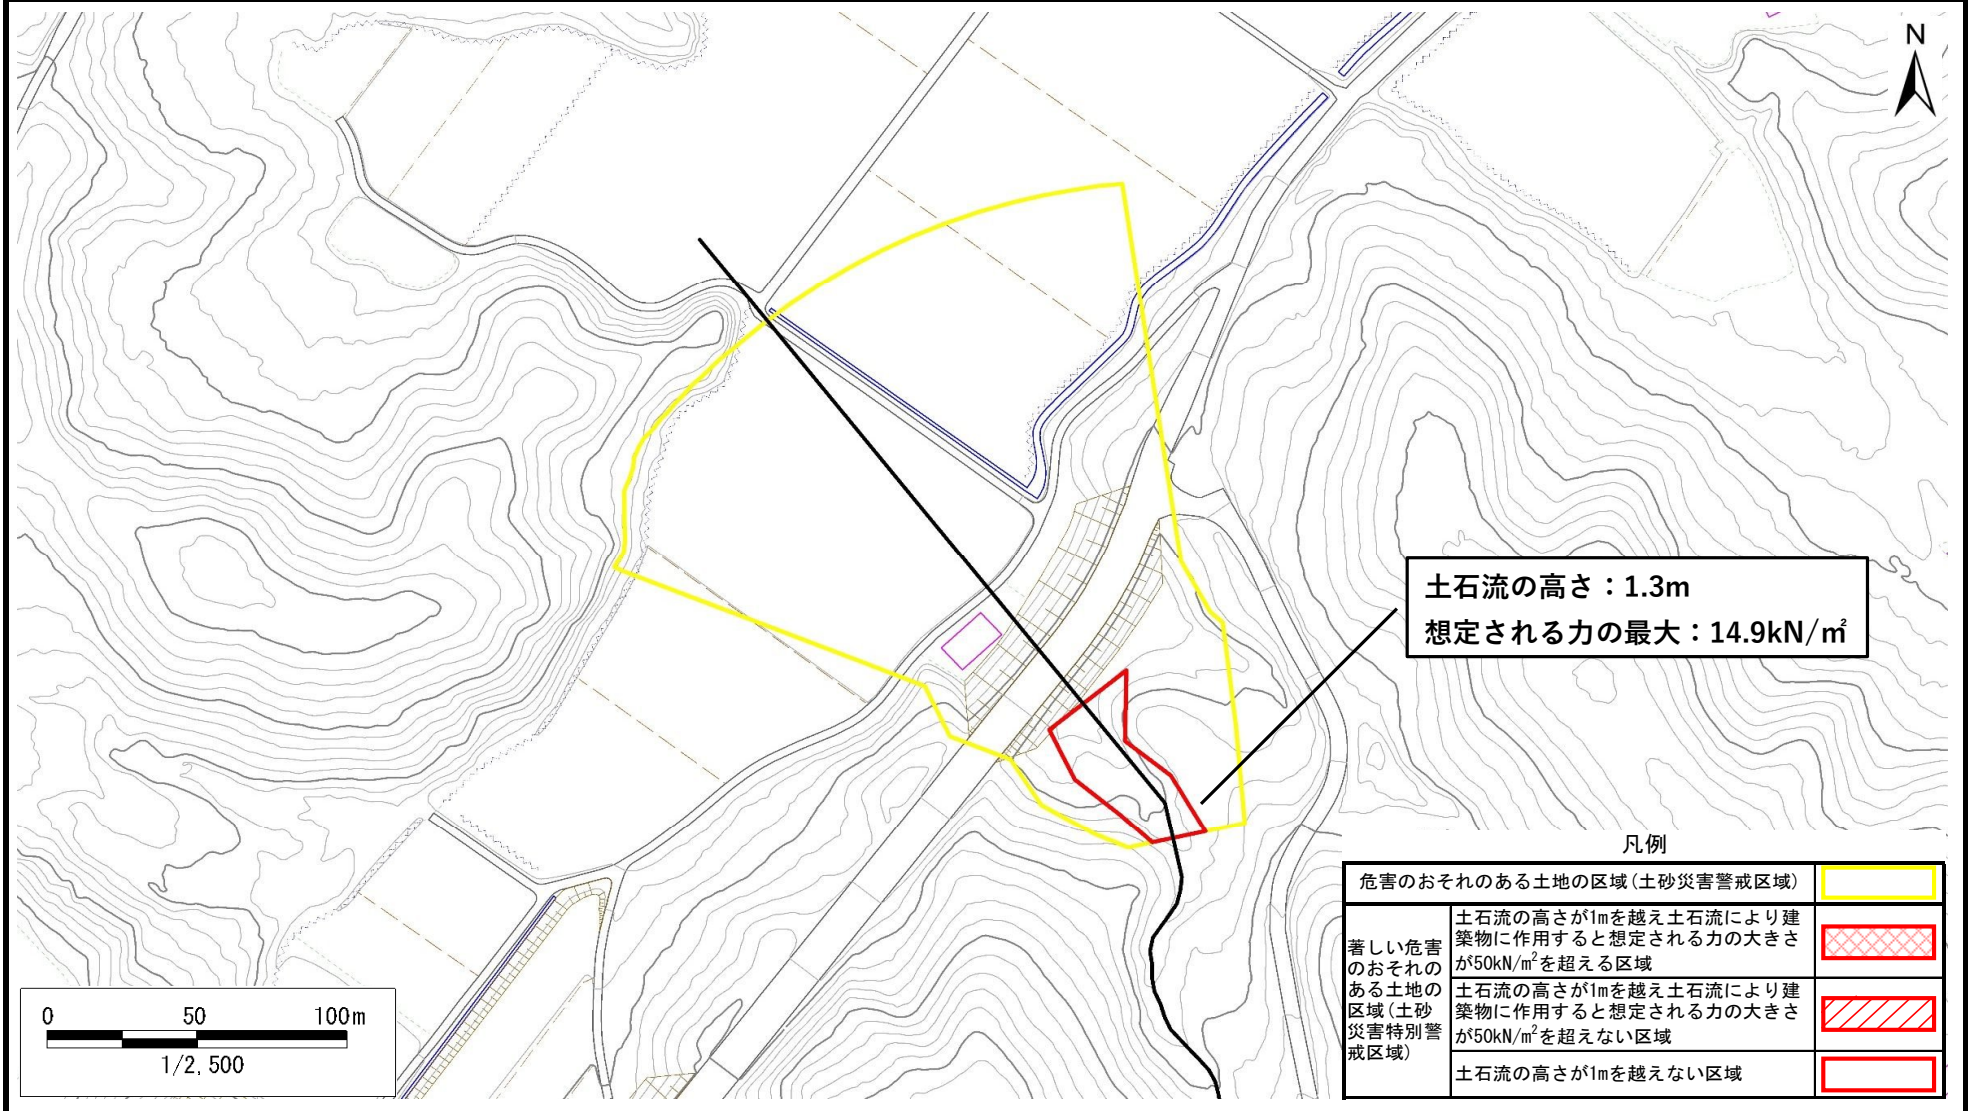 N
土石流の高さ：1.3m
想定される力の最大：14.9kN/㎡
凡例
危害のおそれのある土地の区域(土砂災害警戒区域)
著しい危害
のおそれの
ある土地の
区域(土砂
災害特別警
戒区域)
土石流の高さが1mを越え土石流により建
築物に作用すると想定される力の大きさ
が50kN/m²を超える区域
土石流の高さが1mを越え土石流により建
築物に作用すると想定される力の大きさ
が50kN/m²を超えない区域
土石流の高さが1mを越えない区域
0 50 100m
1/2,500